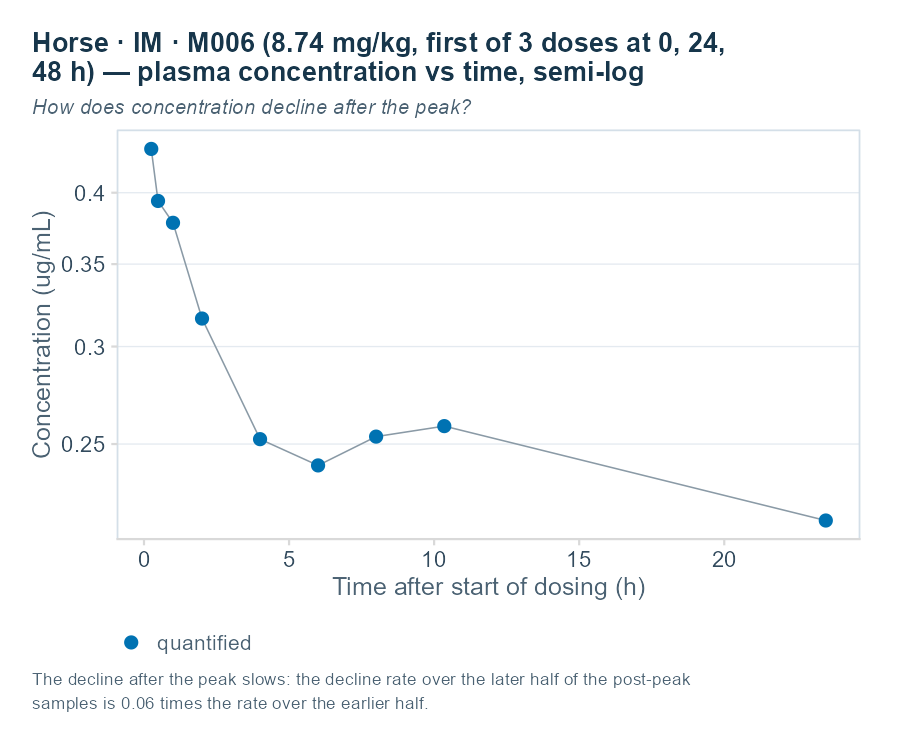 Horse · IM · M006 (8.74 mg/kg, first of 3 doses at 0, 24,
48 h) — plasma concentration vs time, semi-log
How does concentration decline after the peak?
Concentration (ug/mL)
0.4
0.35
0.3
0.25
0 5 10 15 20
Time after start of dosing (h)
quantified
The decline after the peak slows: the decline rate over the later half of the post-peak
samples is 0.06 times the rate over the earlier half.